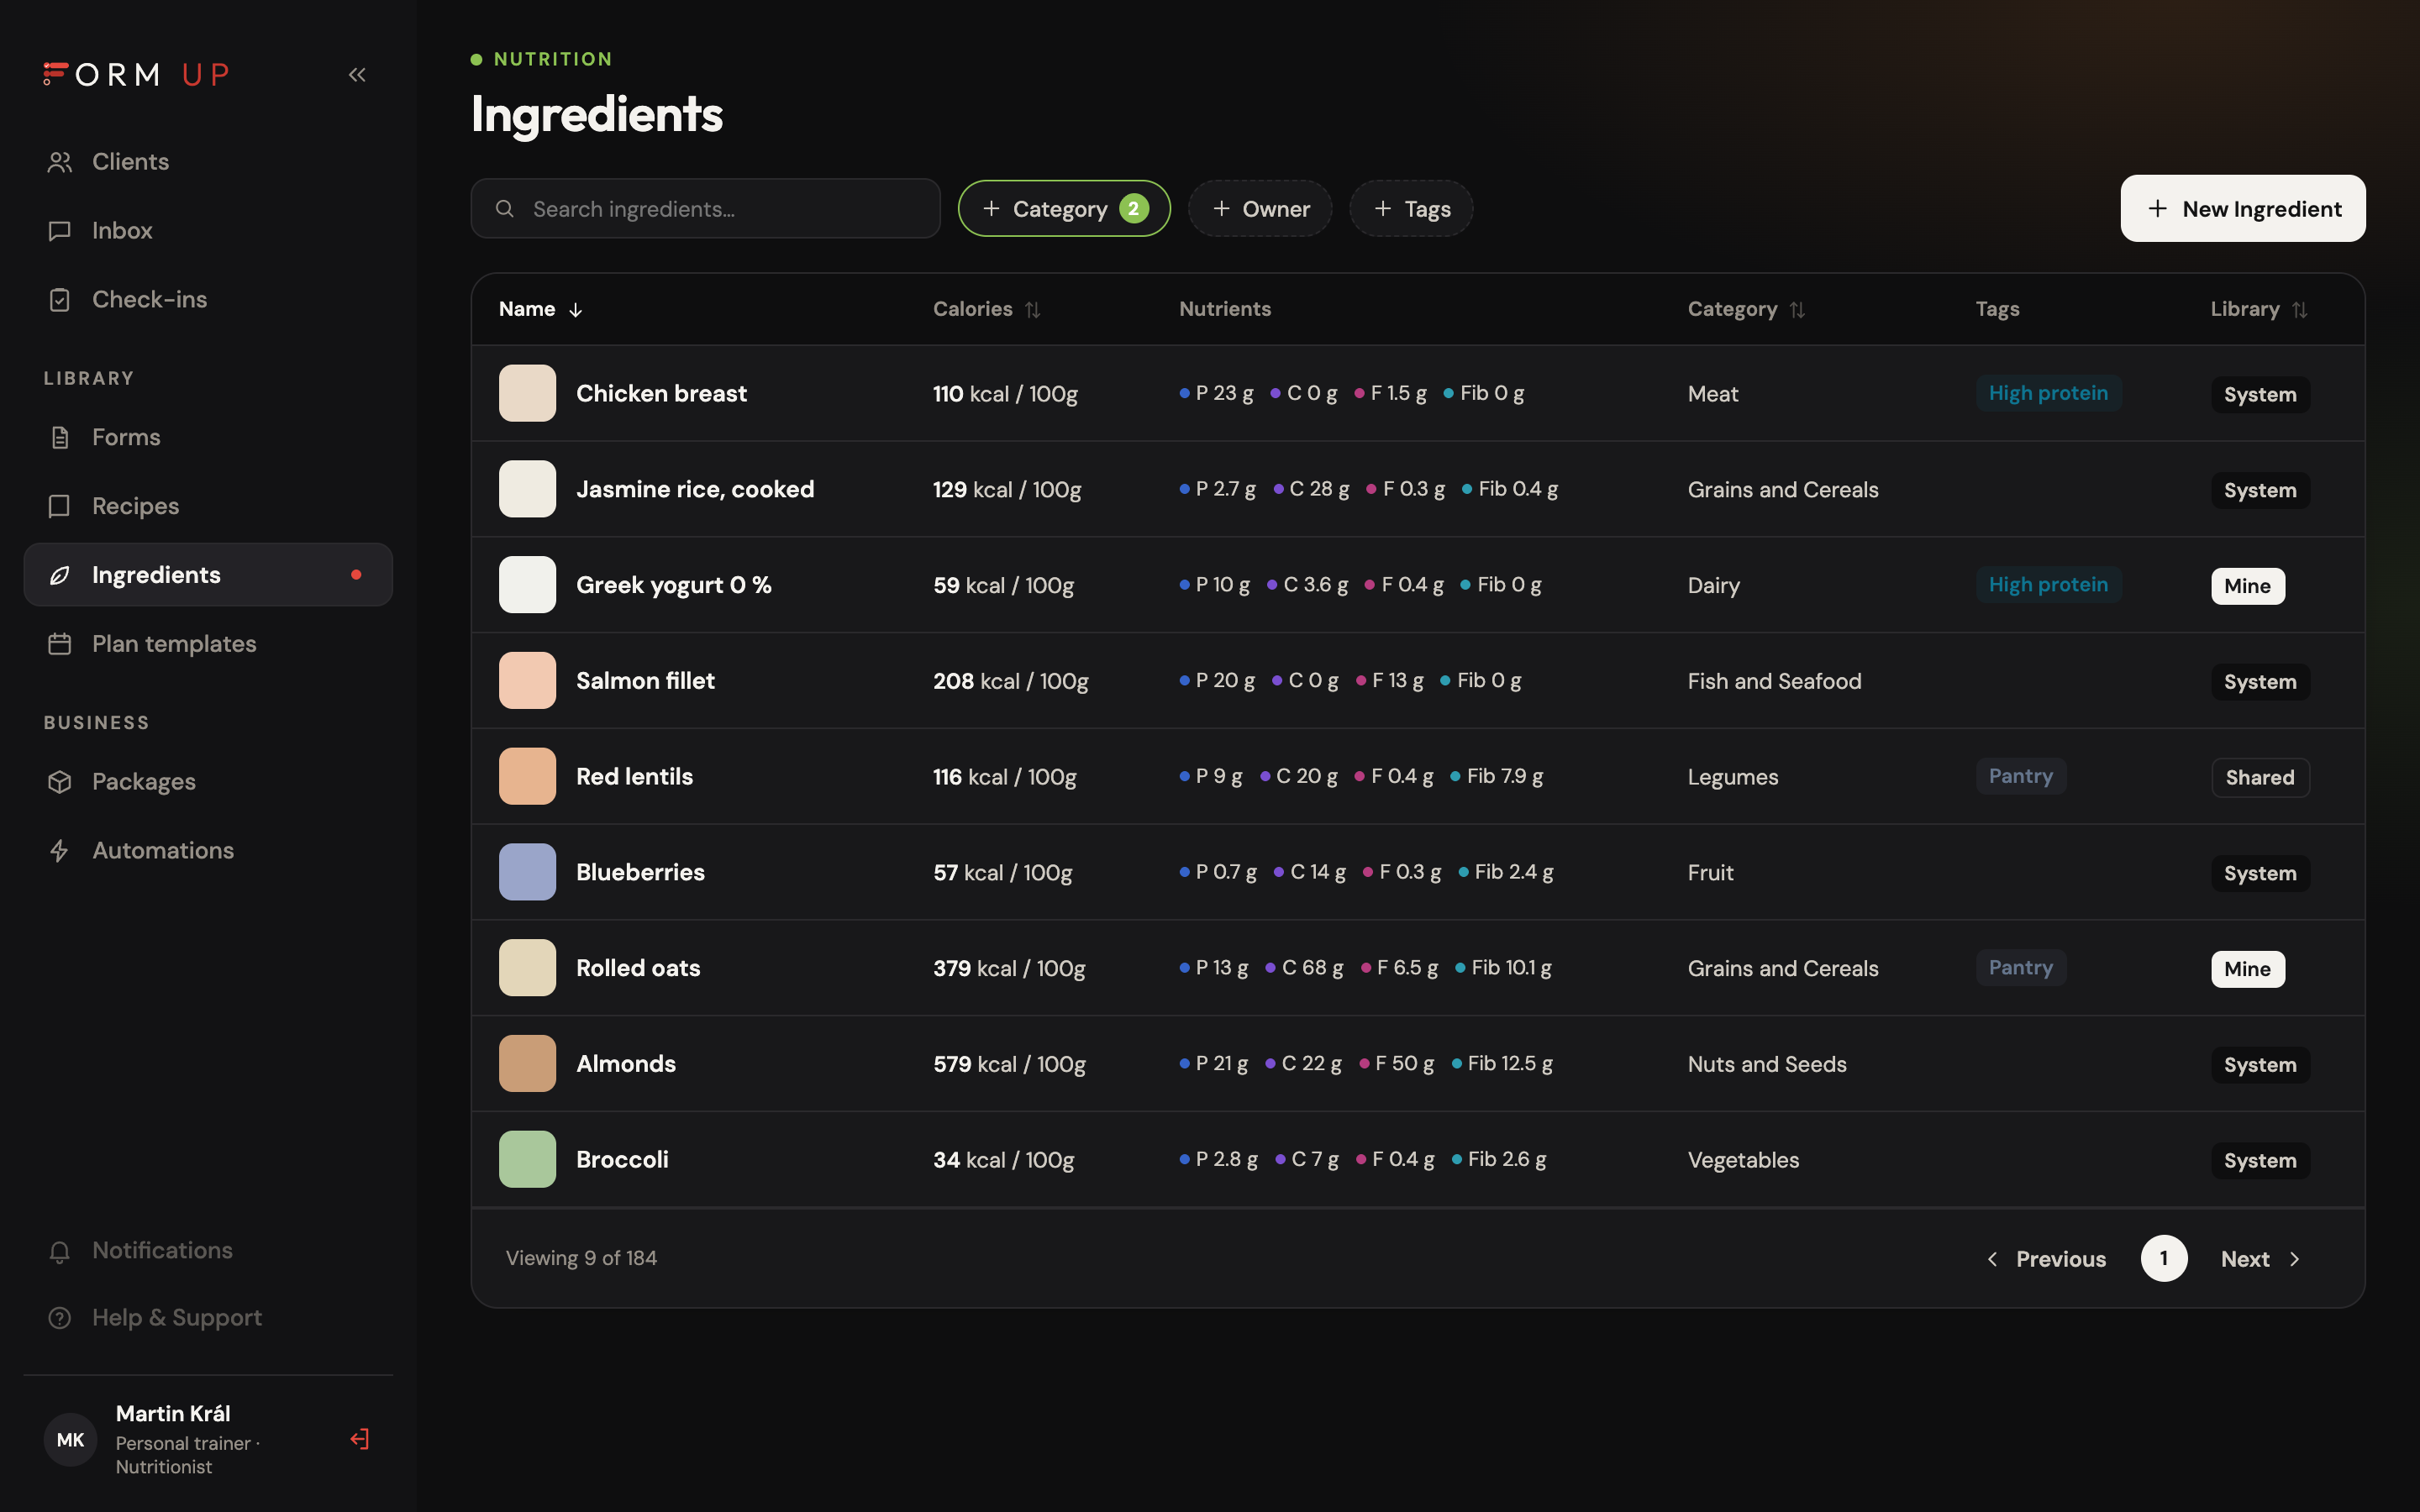 FORM UP
Clients
Inbox
Check-ins
LIBRARY
Forms
Recipes
Ingredients
Plan templates
BUSINESS
Packages
Automations
Notifications
Help & Support
MK
Martin Král
Personal trainer ·
Nutritionist
NUTRITION
Ingredients
Search ingredients...
Category 2
Owner
Tags
New Ingredient
Name Calories Nutrients Category Tags Library
Chicken breast 110 kcal / 100g P 23 g C 0 g F 1.5 g Fib 0 g Meat High protein System
Jasmine rice, cooked 129 kcal / 100g P 2.7 g C 28 g F 0.3 g Fib 0.4 g Grains and Cereals System
Greek yogurt 0 % 59 kcal / 100g P 10 g C 3.6 g F 0.4 g Fib 0 g Dairy High protein Mine
Salmon fillet 208 kcal / 100g P 20 g C 0 g F 13 g Fib 0 g Fish and Seafood System
Red lentils 116 kcal / 100g P 9 g C 20 g F 0.4 g Fib 7.9 g Legumes Pantry Shared
Blueberries 57 kcal / 100g P 0.7 g C 14 g F 0.3 g Fib 2.4 g Fruit System
Rolled oats 379 kcal / 100g P 13 g C 68 g F 6.5 g Fib 10.1 g Grains and Cereals Pantry Mine
Almonds 579 kcal / 100g P 21 g C 22 g F 50 g Fib 12.5 g Nuts and Seeds System
Broccoli 34 kcal / 100g P 2.8 g C 7 g F 0.4 g Fib 2.6 g Vegetables System
Viewing 9 of 184
Previous 1 Next